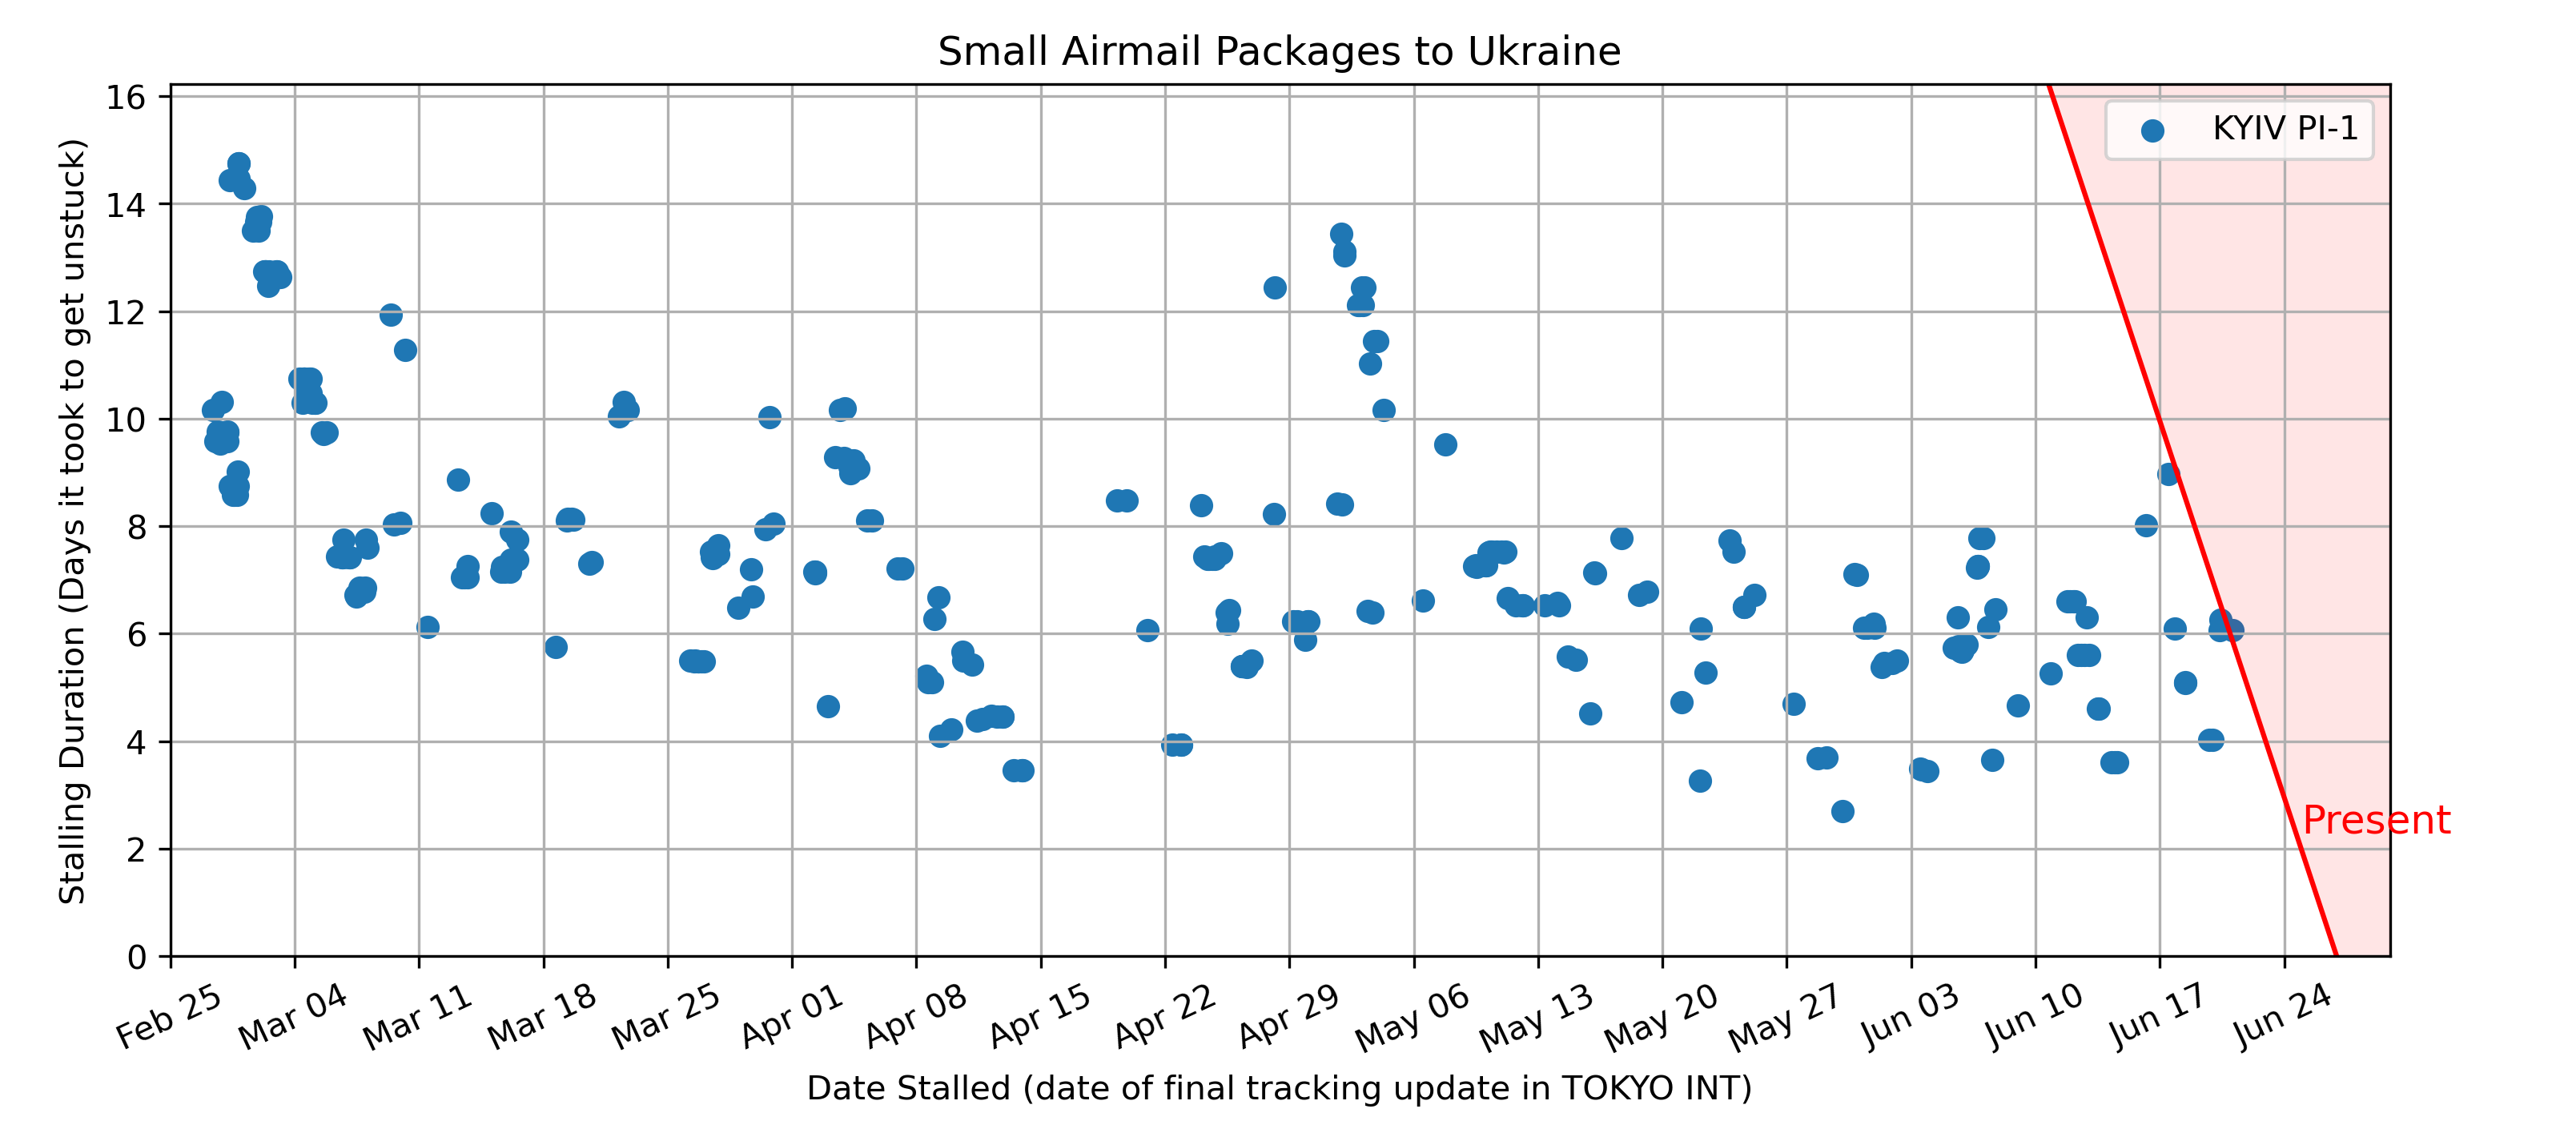 Small Airmail Packages to Ukraine
Stalling Duration (Days it took to get unstuck)
16
14
12
10
8
6
4
2
0
KYIV PI-1
Present
Feb 25
Mar 04
Mar 11
Mar 18
Mar 25
Apr 01
Apr 08
Apr 15
Apr 22
Apr 29
May 06
May 13
May 20
May 27
Jun 03
Jun 10
Jun 17
Jun 24
Date Stalled (date of final tracking update in TOKYO INT)